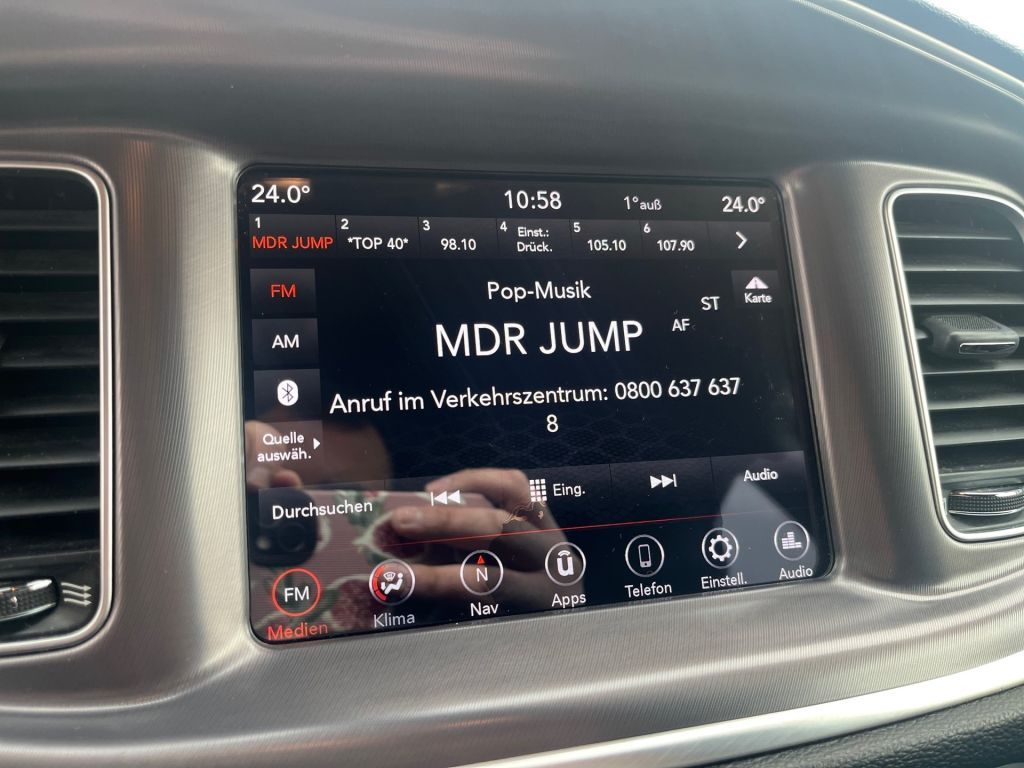 24.0° 10:58 1°auß 24.0°
1 MDR JUMP 2 *TOP 40* 3 98.10 4 Einst.: Drück. 5 105.10 6 107.90
FM
Pop-Musik
Karte
ST
AF
MDR JUMP
AM
Anruf im Verkehrszentrum: 0800 637 637
8
Quelle
auswäh.
Durchsuchen Eing. Audio
FM N
Medien Klima Nav Apps Telefon Einstell. Audio